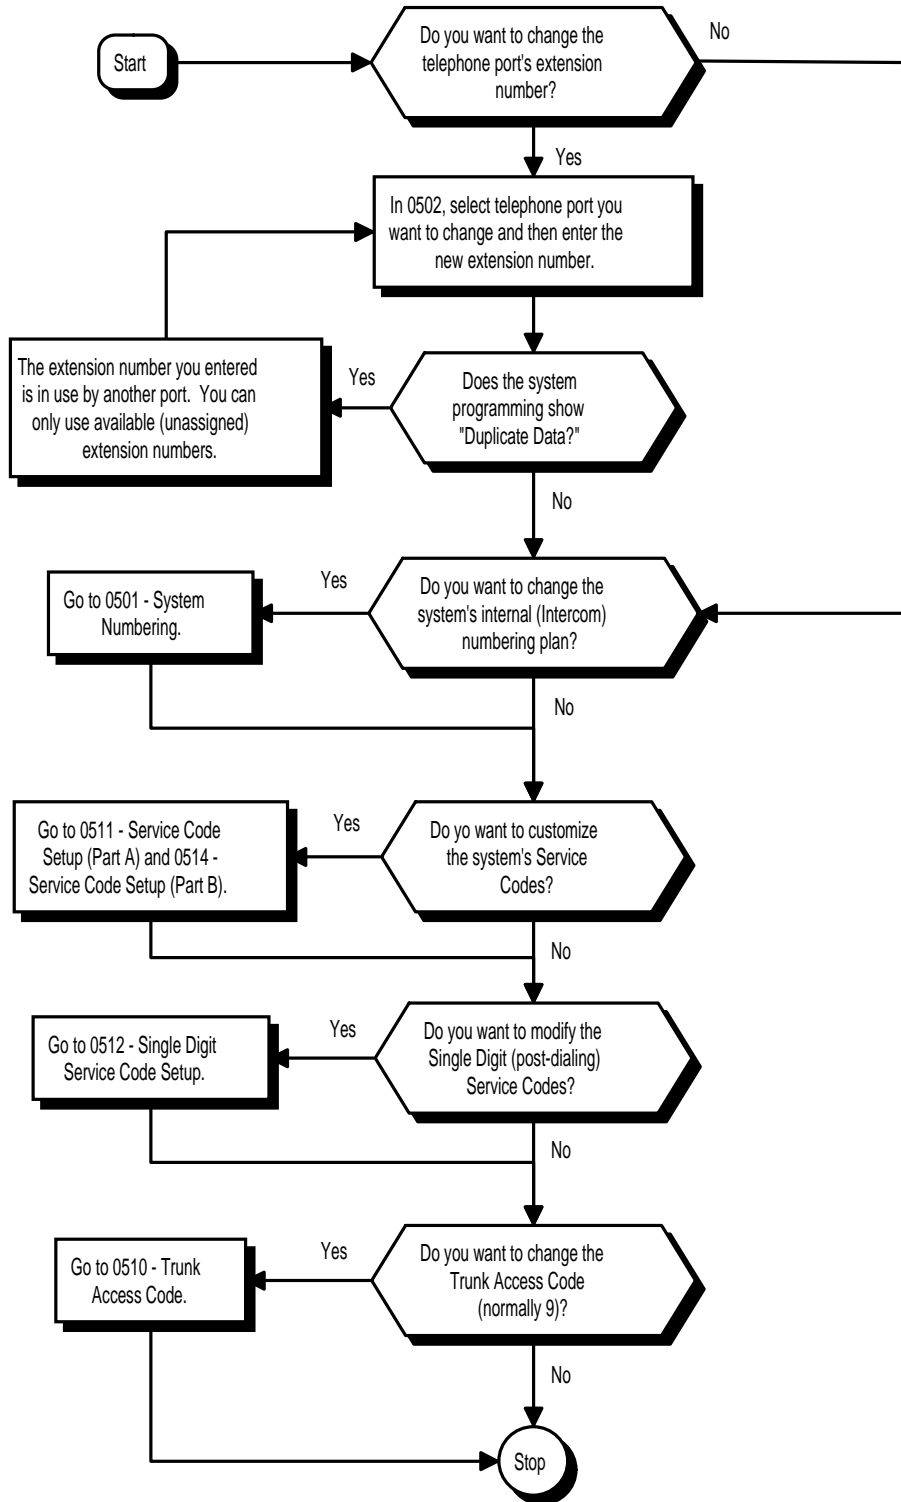 Do you want to change the
telephone port's extension
number?
No
Start
Yes
In 0502, select telephone port you
want to change and then enter the
new extension number.
The extension number you entered
is in use by another port. You can
only use available (unassigned)
extension numbers.
Yes
Does the system
programming show
"Duplicate Data?"
No
Go to 0501 - System
Numbering.
Yes
Do you want to change the
system's internal (Intercom)
numbering plan?
No
Go to 0511 - Service Code
Setup (Part A) and 0514 -
Service Code Setup (Part B).
Yes
Do yo want to customize
the system's Service
Codes?
No
Go to 0512 - Single Digit
Service Code Setup.
Yes
Do you want to modify the
Single Digit (post-dialing)
Service Codes?
No
Go to 0510 - Trunk
Access Code.
Yes
Do you want to change the
Trunk Access Code
(normally 9)?
No
Stop